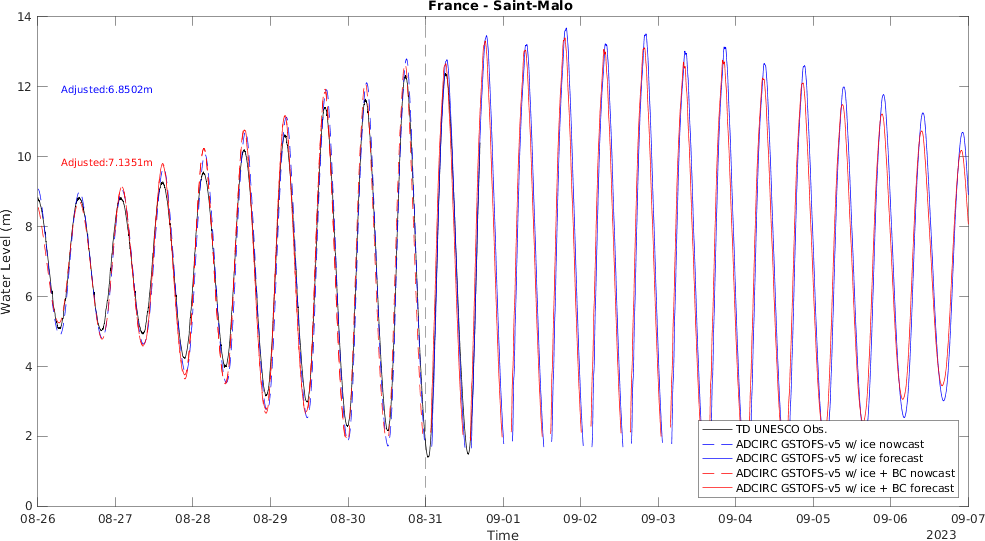 France - Saint-Malo
14
12
10
8
6
4
2
0
Water Level (m)
Adjusted:6.8502m
Adjusted:7.1351m
TD UNESCO Obs.
ADCIRC GSTOFS-v5 w/ ice nowcast
ADCIRC GSTOFS-v5 w/ ice forecast
ADCIRC GSTOFS-v5 w/ ice + BC nowcast
ADCIRC GSTOFS-v5 w/ ice + BC forecast
08-26 08-27 08-28 08-29 08-30 08-31 09-01 09-02 09-03 09-04 09-05 09-06 09-07
Time
2023